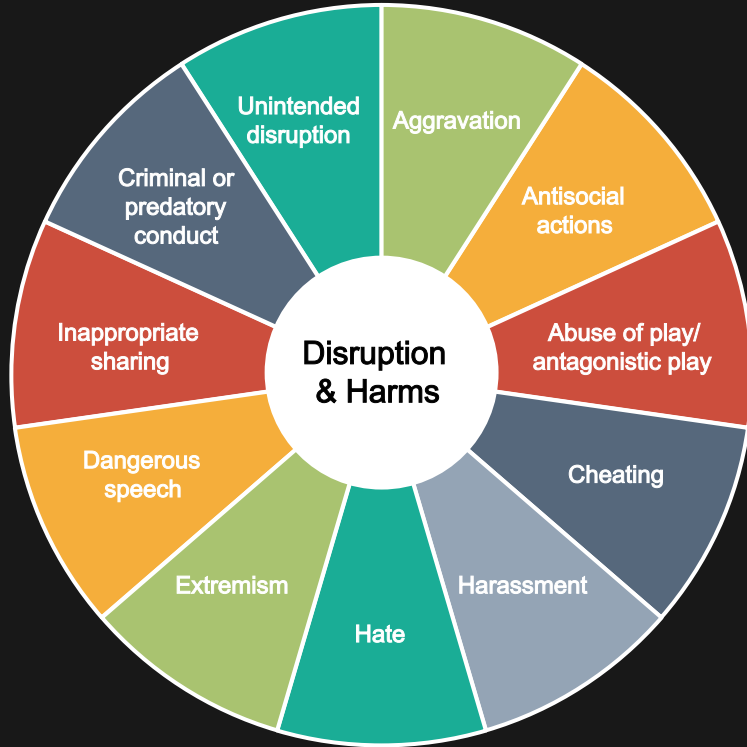 Disruption
& Harms
Aggravation
Antisocial
actions
Abuse of play/
antagonistic play
Cheating
Harassment
Hate
Extremism
Dangerous
speech
Inappropriate
sharing
Criminal or
predatory
conduct
Unintended
disruption